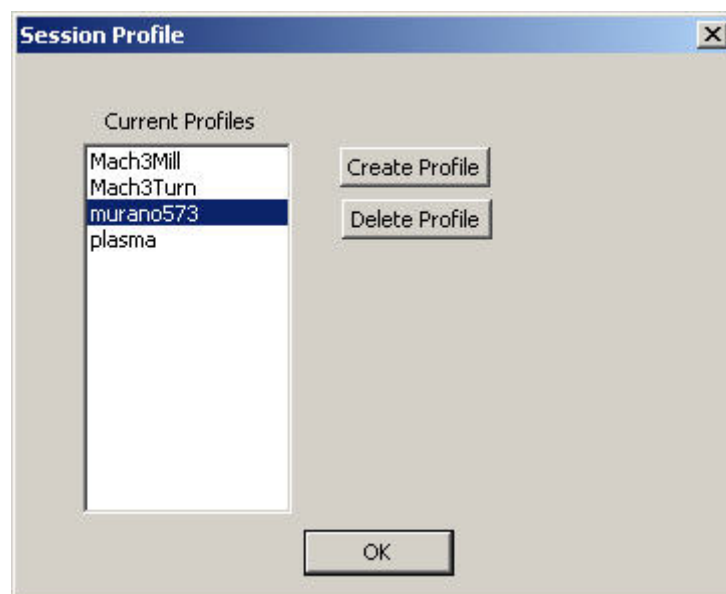 Session Profile
Current Profiles
Mach3Mill
Mach3Turn
murano573
plasma
Create Profile
Delete Profile
OK